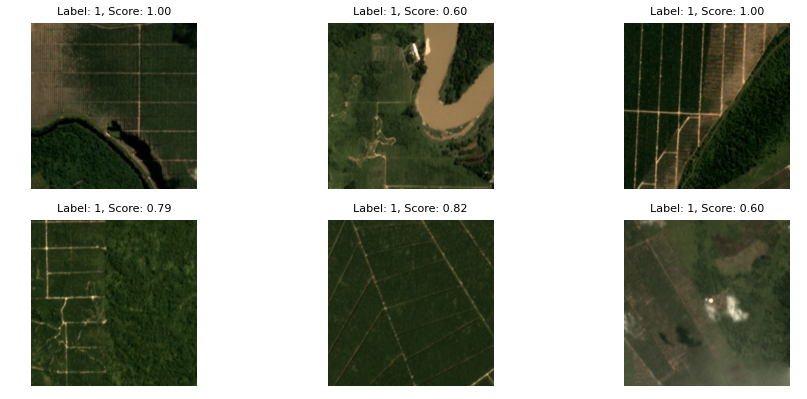 Label: 1, Score: 1.00
Label: 1, Score: 0.60
Label: 1, Score: 1.00
Label: 1, Score: 0.79
Label: 1, Score: 0.82
Label: 1, Score: 0.60